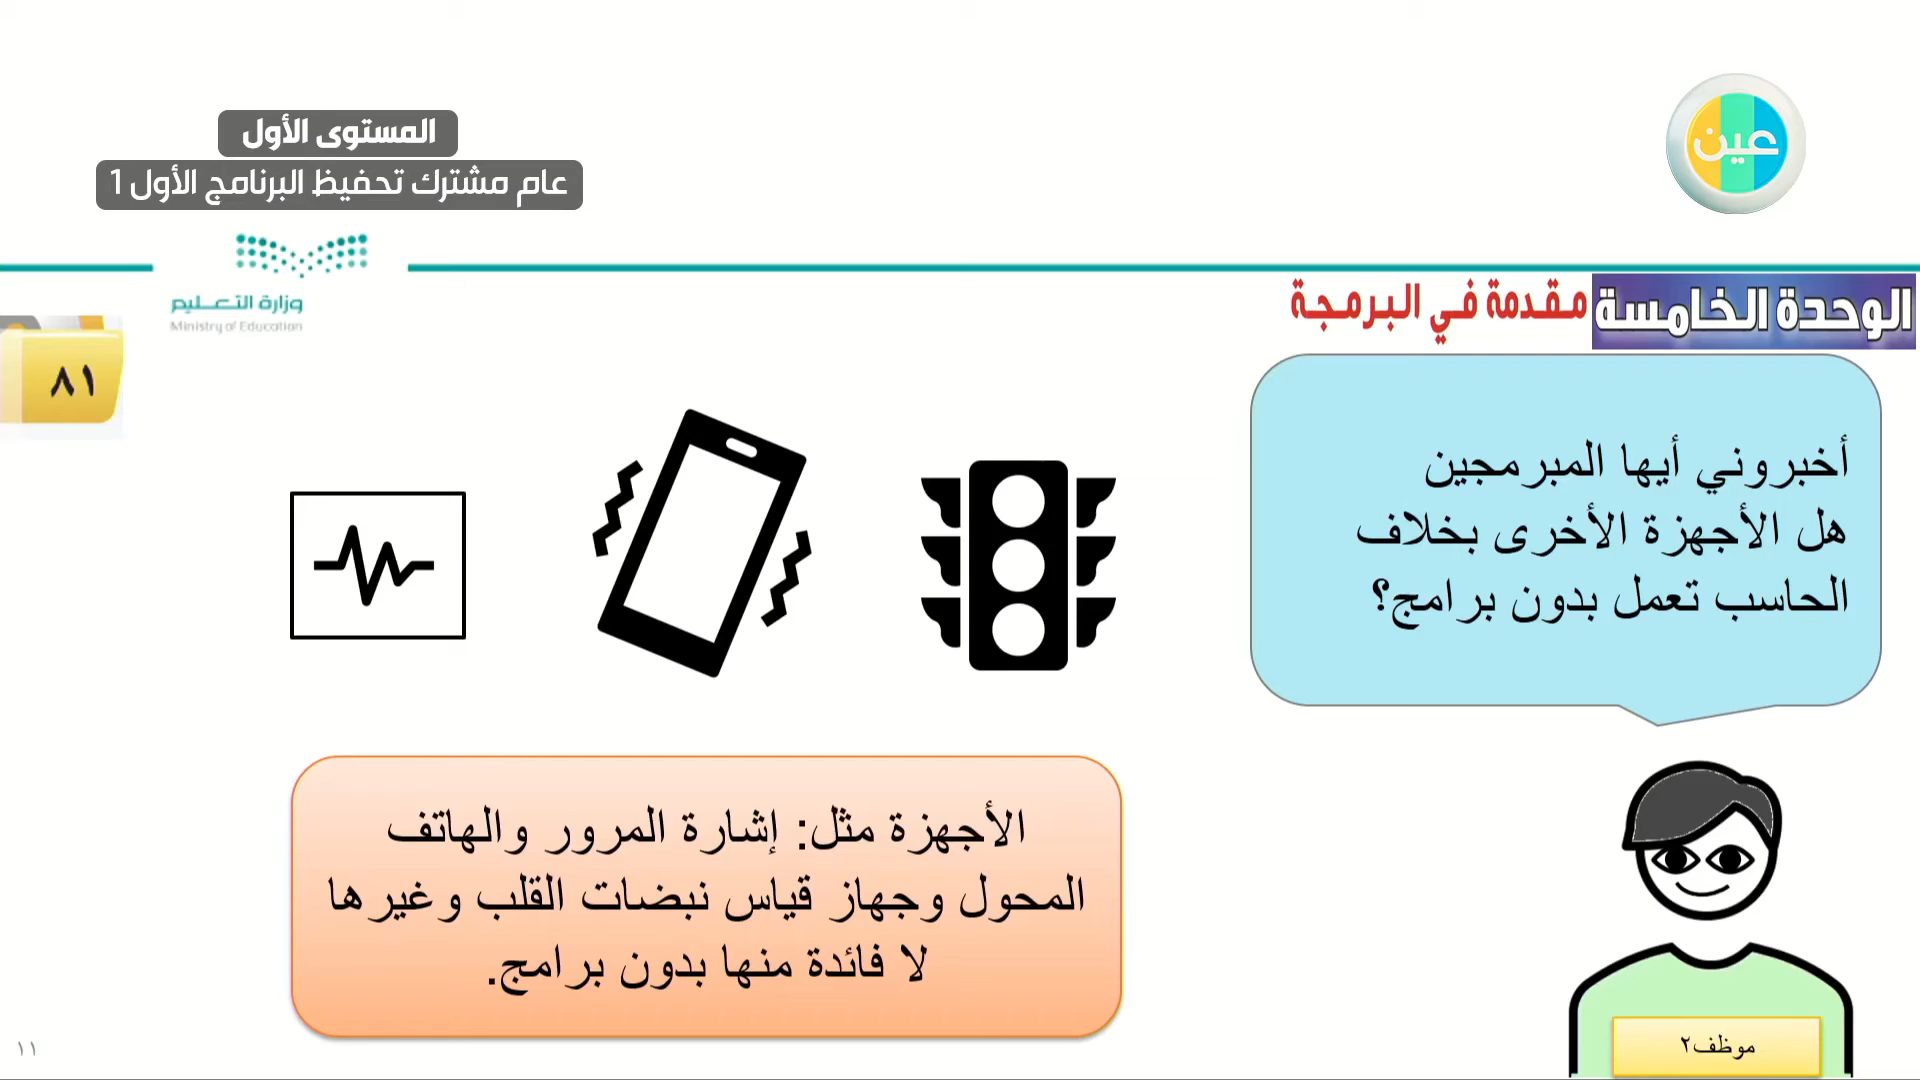 عين
المستوى الأول
عام مشترك تحفيظ البرنامج الأول 1
وزارة التعـــليم
Ministry of Education
الوحدة الخامسة مقدمة في البرمجة
٨١
أخبروني أيها المبرمجين
هل الأجهزة الأخرى بخلاف
الحاسب تعمل بدون برامج؟
الأجهزة مثل: إشارة المرور والهاتف
المحول وجهاز قياس نبضات القلب وغيرها
لا فائدة منها بدون برامج.
موظف٢
١١